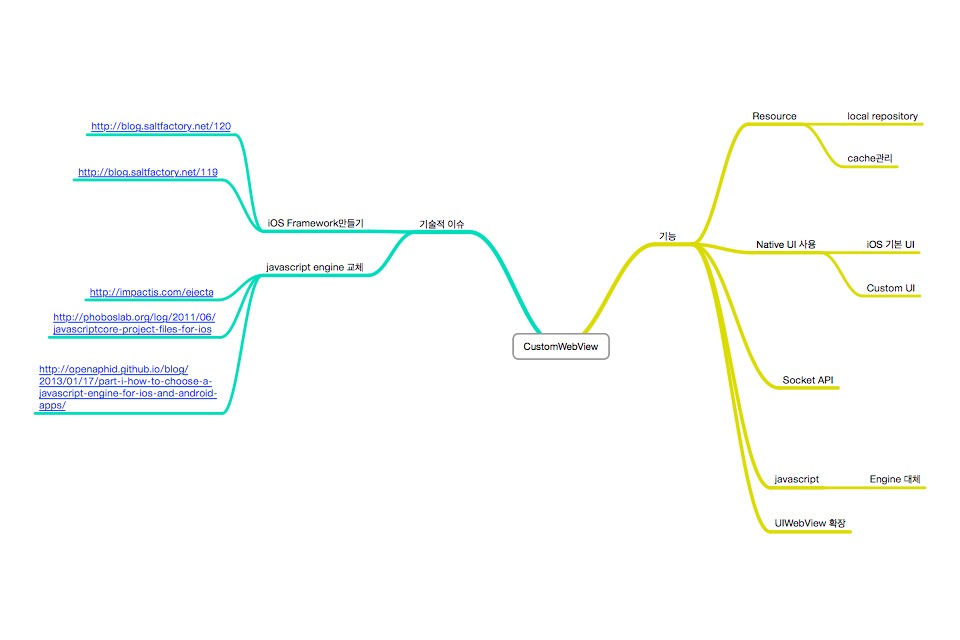 http://blog.saltfactory.net/120
http://blog.saltfactory.net/119
iOS Framework만들기
기술적 이슈
javascript engine 교체
http://impactjs.com/ejecta
http://phoboslab.org/log/2011/06/
javascriptcore-project-files-for-ios
http://openaphid.github.io/blog/
2013/01/17/part-i-how-to-choose-a-
javascript-engine-for-ios-and-android-
apps/
CustomWebView
기능
Resource
local repository
cache관리
Native UI 사용
iOS 기본 UI
Custom UI
Socket API
javascript
Engine 대체
UIWebView 확장